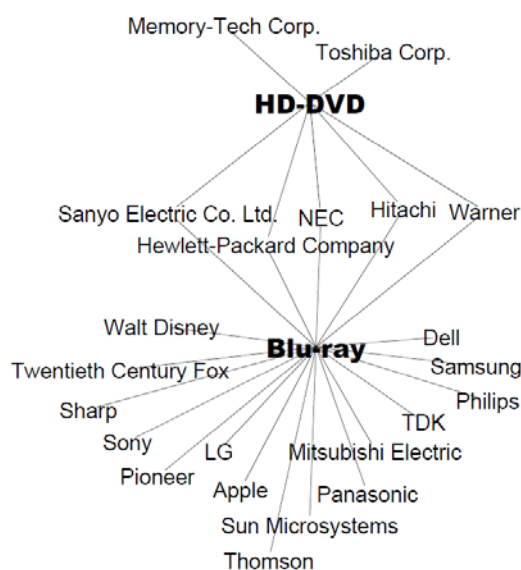 Memory-Tech Corp.
Toshiba Corp.
HD-DVD
Sanyo Electric Co. Ltd.
NEC
Hitachi
Warner
Hewlett-Packard Company
Walt Disney
Blu-ray
Dell
Twentieth Century Fox
Samsung
Sharp
Philips
Sony
TDK
LG
Mitsubishi Electric
Pioneer
Apple
Panasonic
Sun Microsystems
Thomson